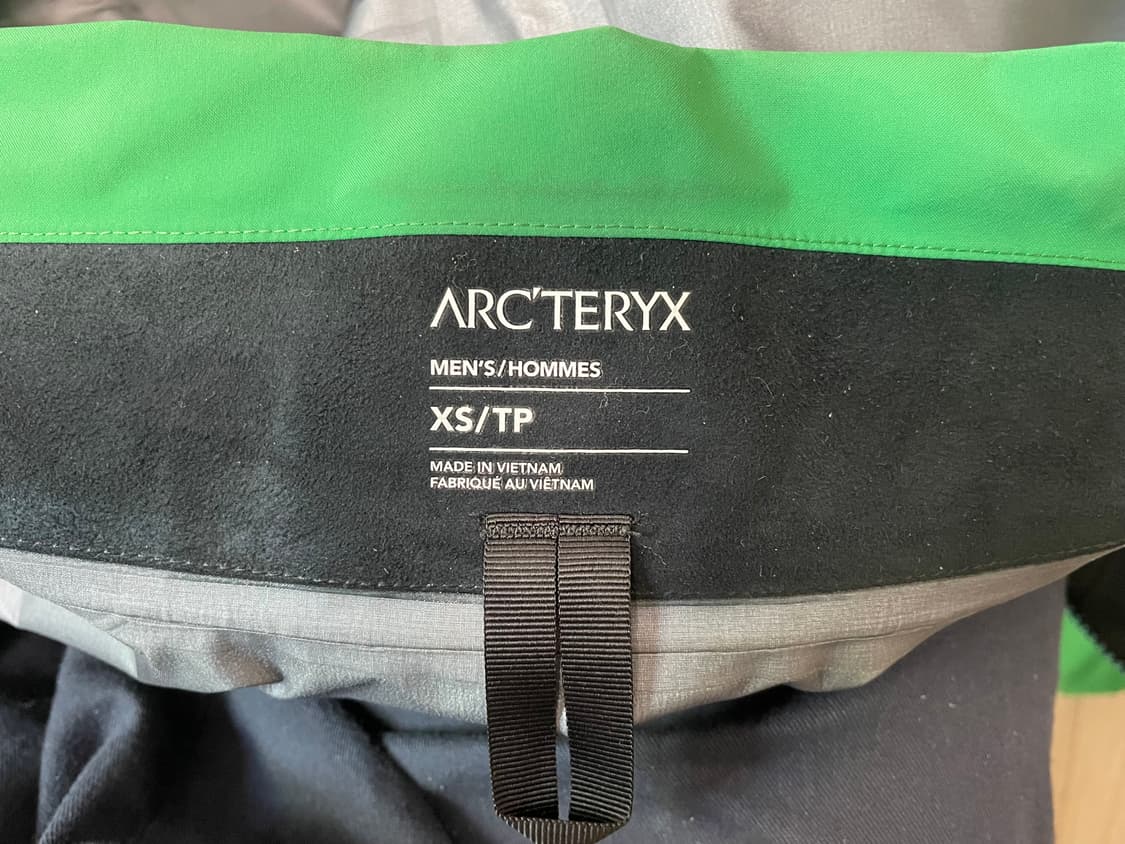 ARC'TERYX
MEN'S/HOMMES
XS/TP
MADE IN VIETNAM
FABRIQUÉ AU VIÊTNAM